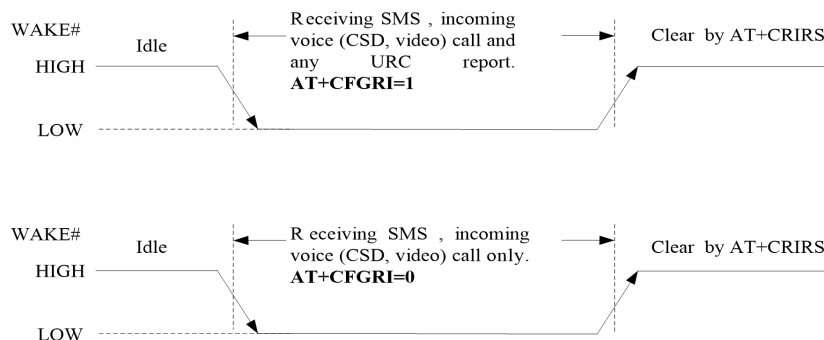 WAKE#
Idle
Receiving SMS , incoming
voice (CSD, video) call and
any URC report.
AT+CFGRI=1
Clear by AT+CRIRS
HIGH
LOW
WAKE#
Idle
R eceiving SMS , incoming
voice (CSD, video) call only.
AT+CFGRI=0
Clear by AT+CRIRS
HIGH
LOW